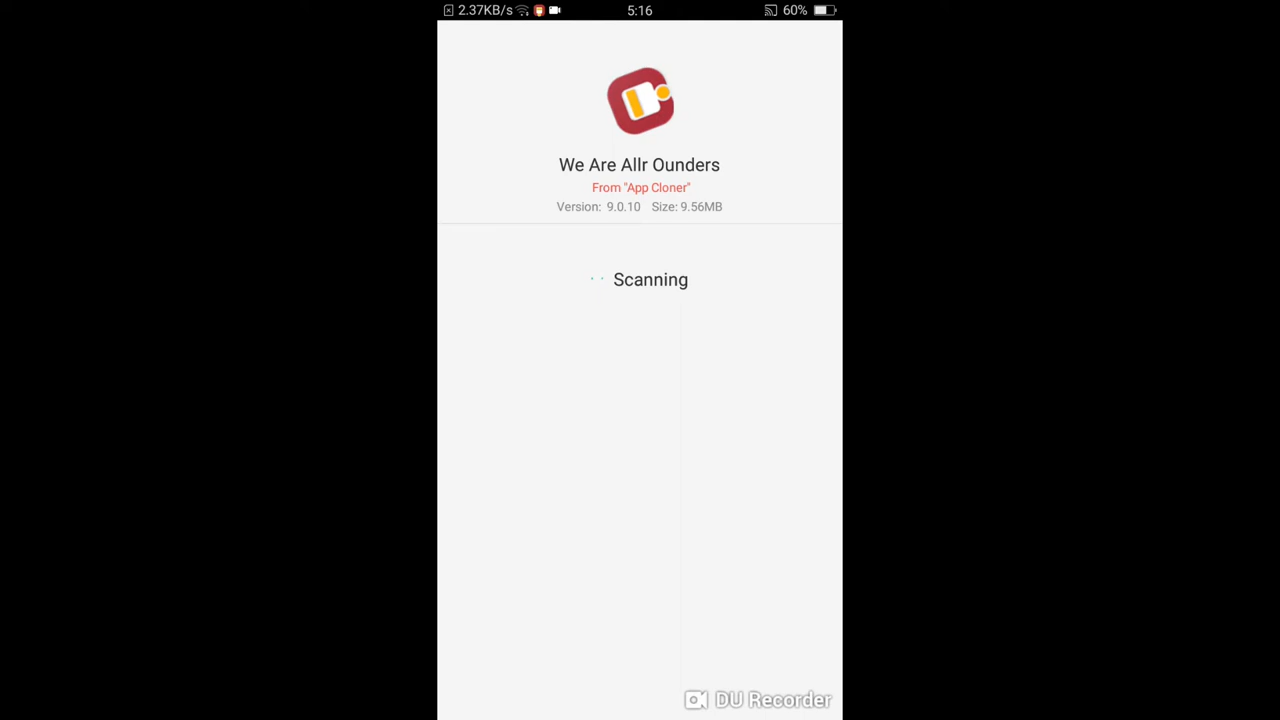 2.37KB/s 5:16 60%
We Are Allr Ounders
From "App Cloner"
Version: 9.0.10 Size: 9.56MB
Scanning
DU Recorder